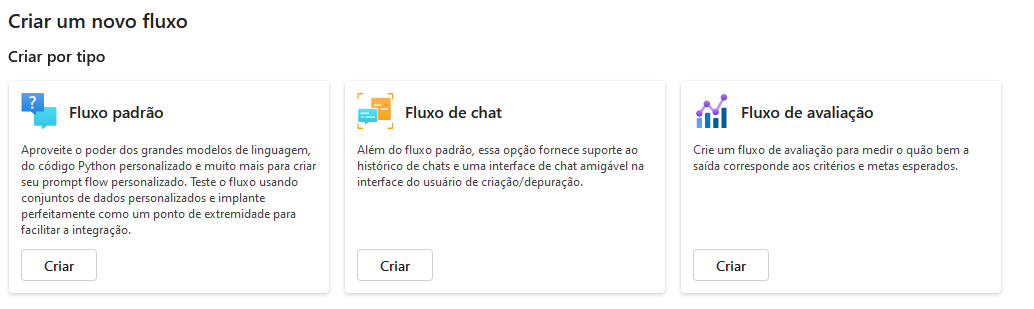 Criar um novo fluxo
Criar por tipo
Fluxo padrão
Aproveite o poder dos grandes modelos de linguagem,
do código Python personalizado e muito mais para criar
seu prompt flow personalizado. Teste o fluxo usando
conjuntos de dados personalizados e implante
perfeitamente como um ponto de extremidade para
facilitar a integração.
Criar
Fluxo de chat
Além do fluxo padrão, essa opção fornece suporte ao
histórico de chats e uma interface de chat amigável na
interface do usuário de criação/depuração.
Criar
Fluxo de avaliação
Crie um fluxo de avaliação para medir o quão bem a
saída corresponde aos critérios e metas esperados.
Criar